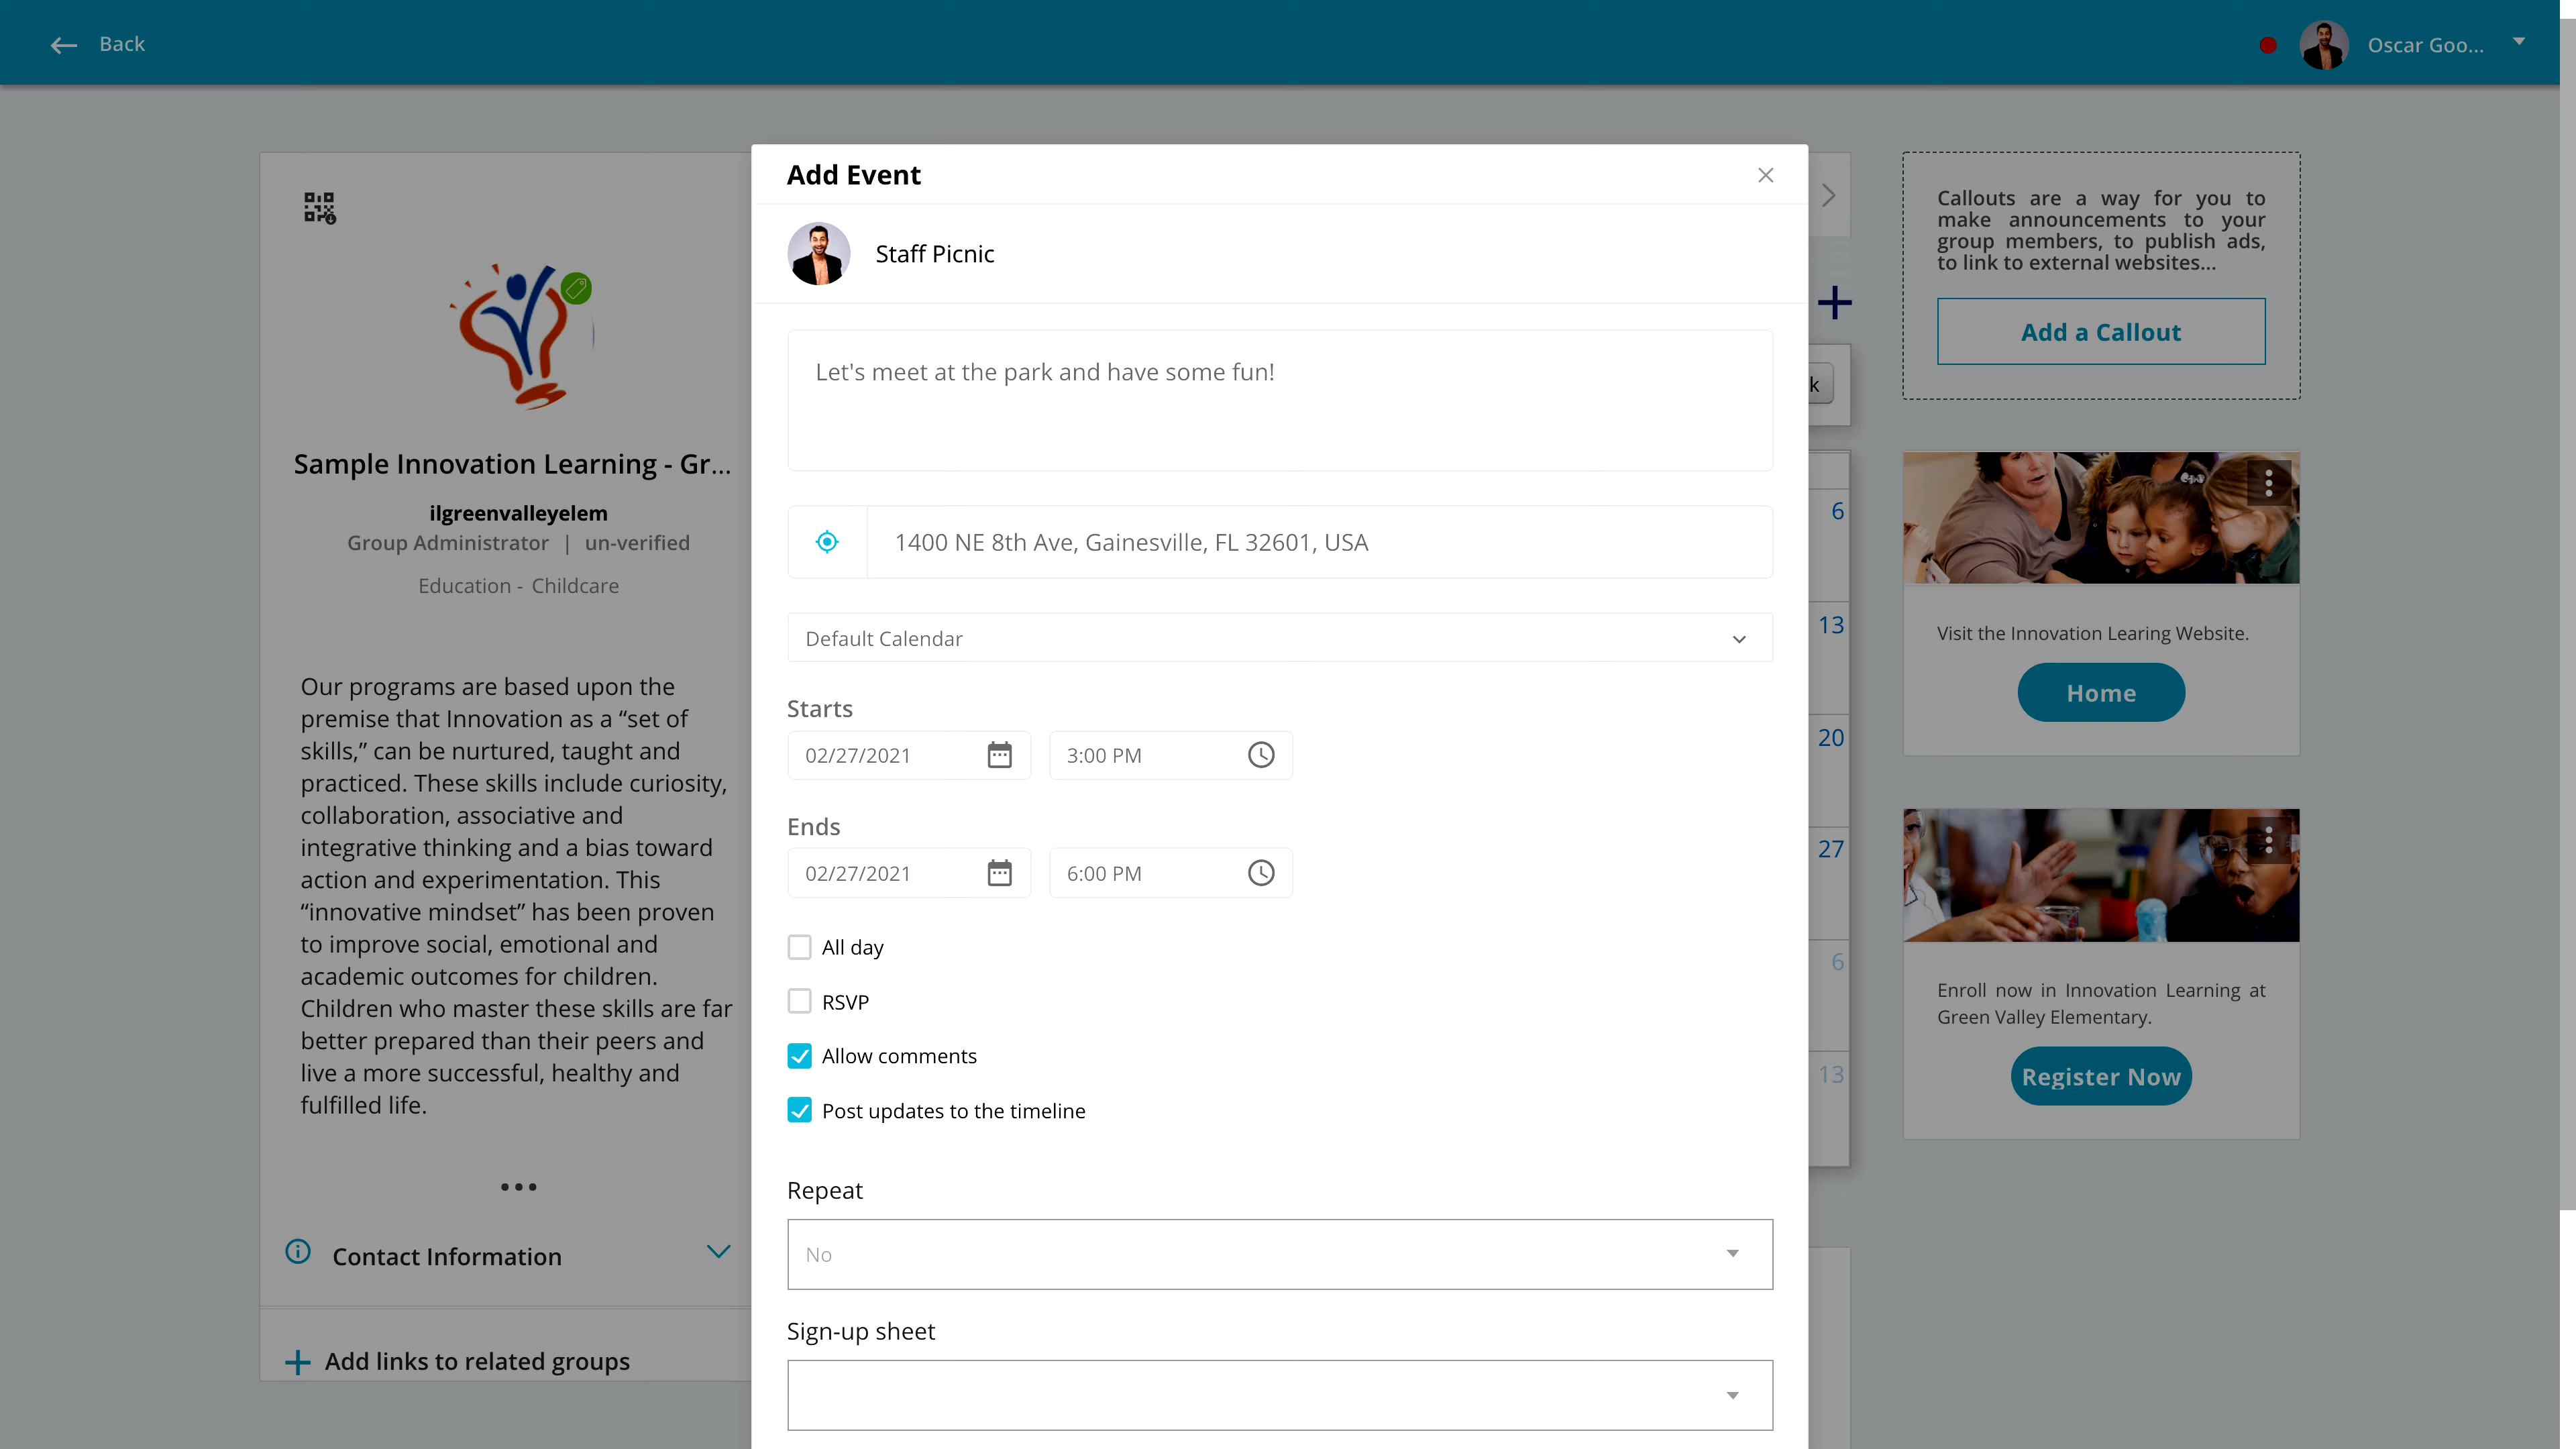 Back
Oscar Goo...
Sample Innovation Learning - Gr...
ilgreenvalleyelem
Group Administrator | un-verified
Education - Childcare
Our programs are based upon the
premise that Innovation as a “set of
skills,” can be nurtured, taught and
practiced. These skills include curiosity,
collaboration, associative and
integrative thinking and a bias toward
action and experimentation. This
“innovative mindset” has been proven
to improve social, emotional and
academic outcomes for children.
Children who master these skills are far
better prepared than their peers and
live a more successful, healthy and
fulfilled life.
Contact Information
Add links to related groups
Add Event
Staff Picnic
Let's meet at the park and have some fun!
1400 NE 8th Ave, Gainesville, FL 32601, USA
Default Calendar
Starts
02/27/2021 3:00 PM
Ends
02/27/2021 6:00 PM
All day
RSVP
Allow comments
Post updates to the timeline
Repeat
No
Sign-up sheet
k
6
13
20
27
6
13
Callouts are a way for you to
make announcements to your
group members, to publish ads,
to link to external websites...
Add a Callout
Visit the Innovation Learing Website.
Home
Enroll now in Innovation Learning at
Green Valley Elementary.
Register Now